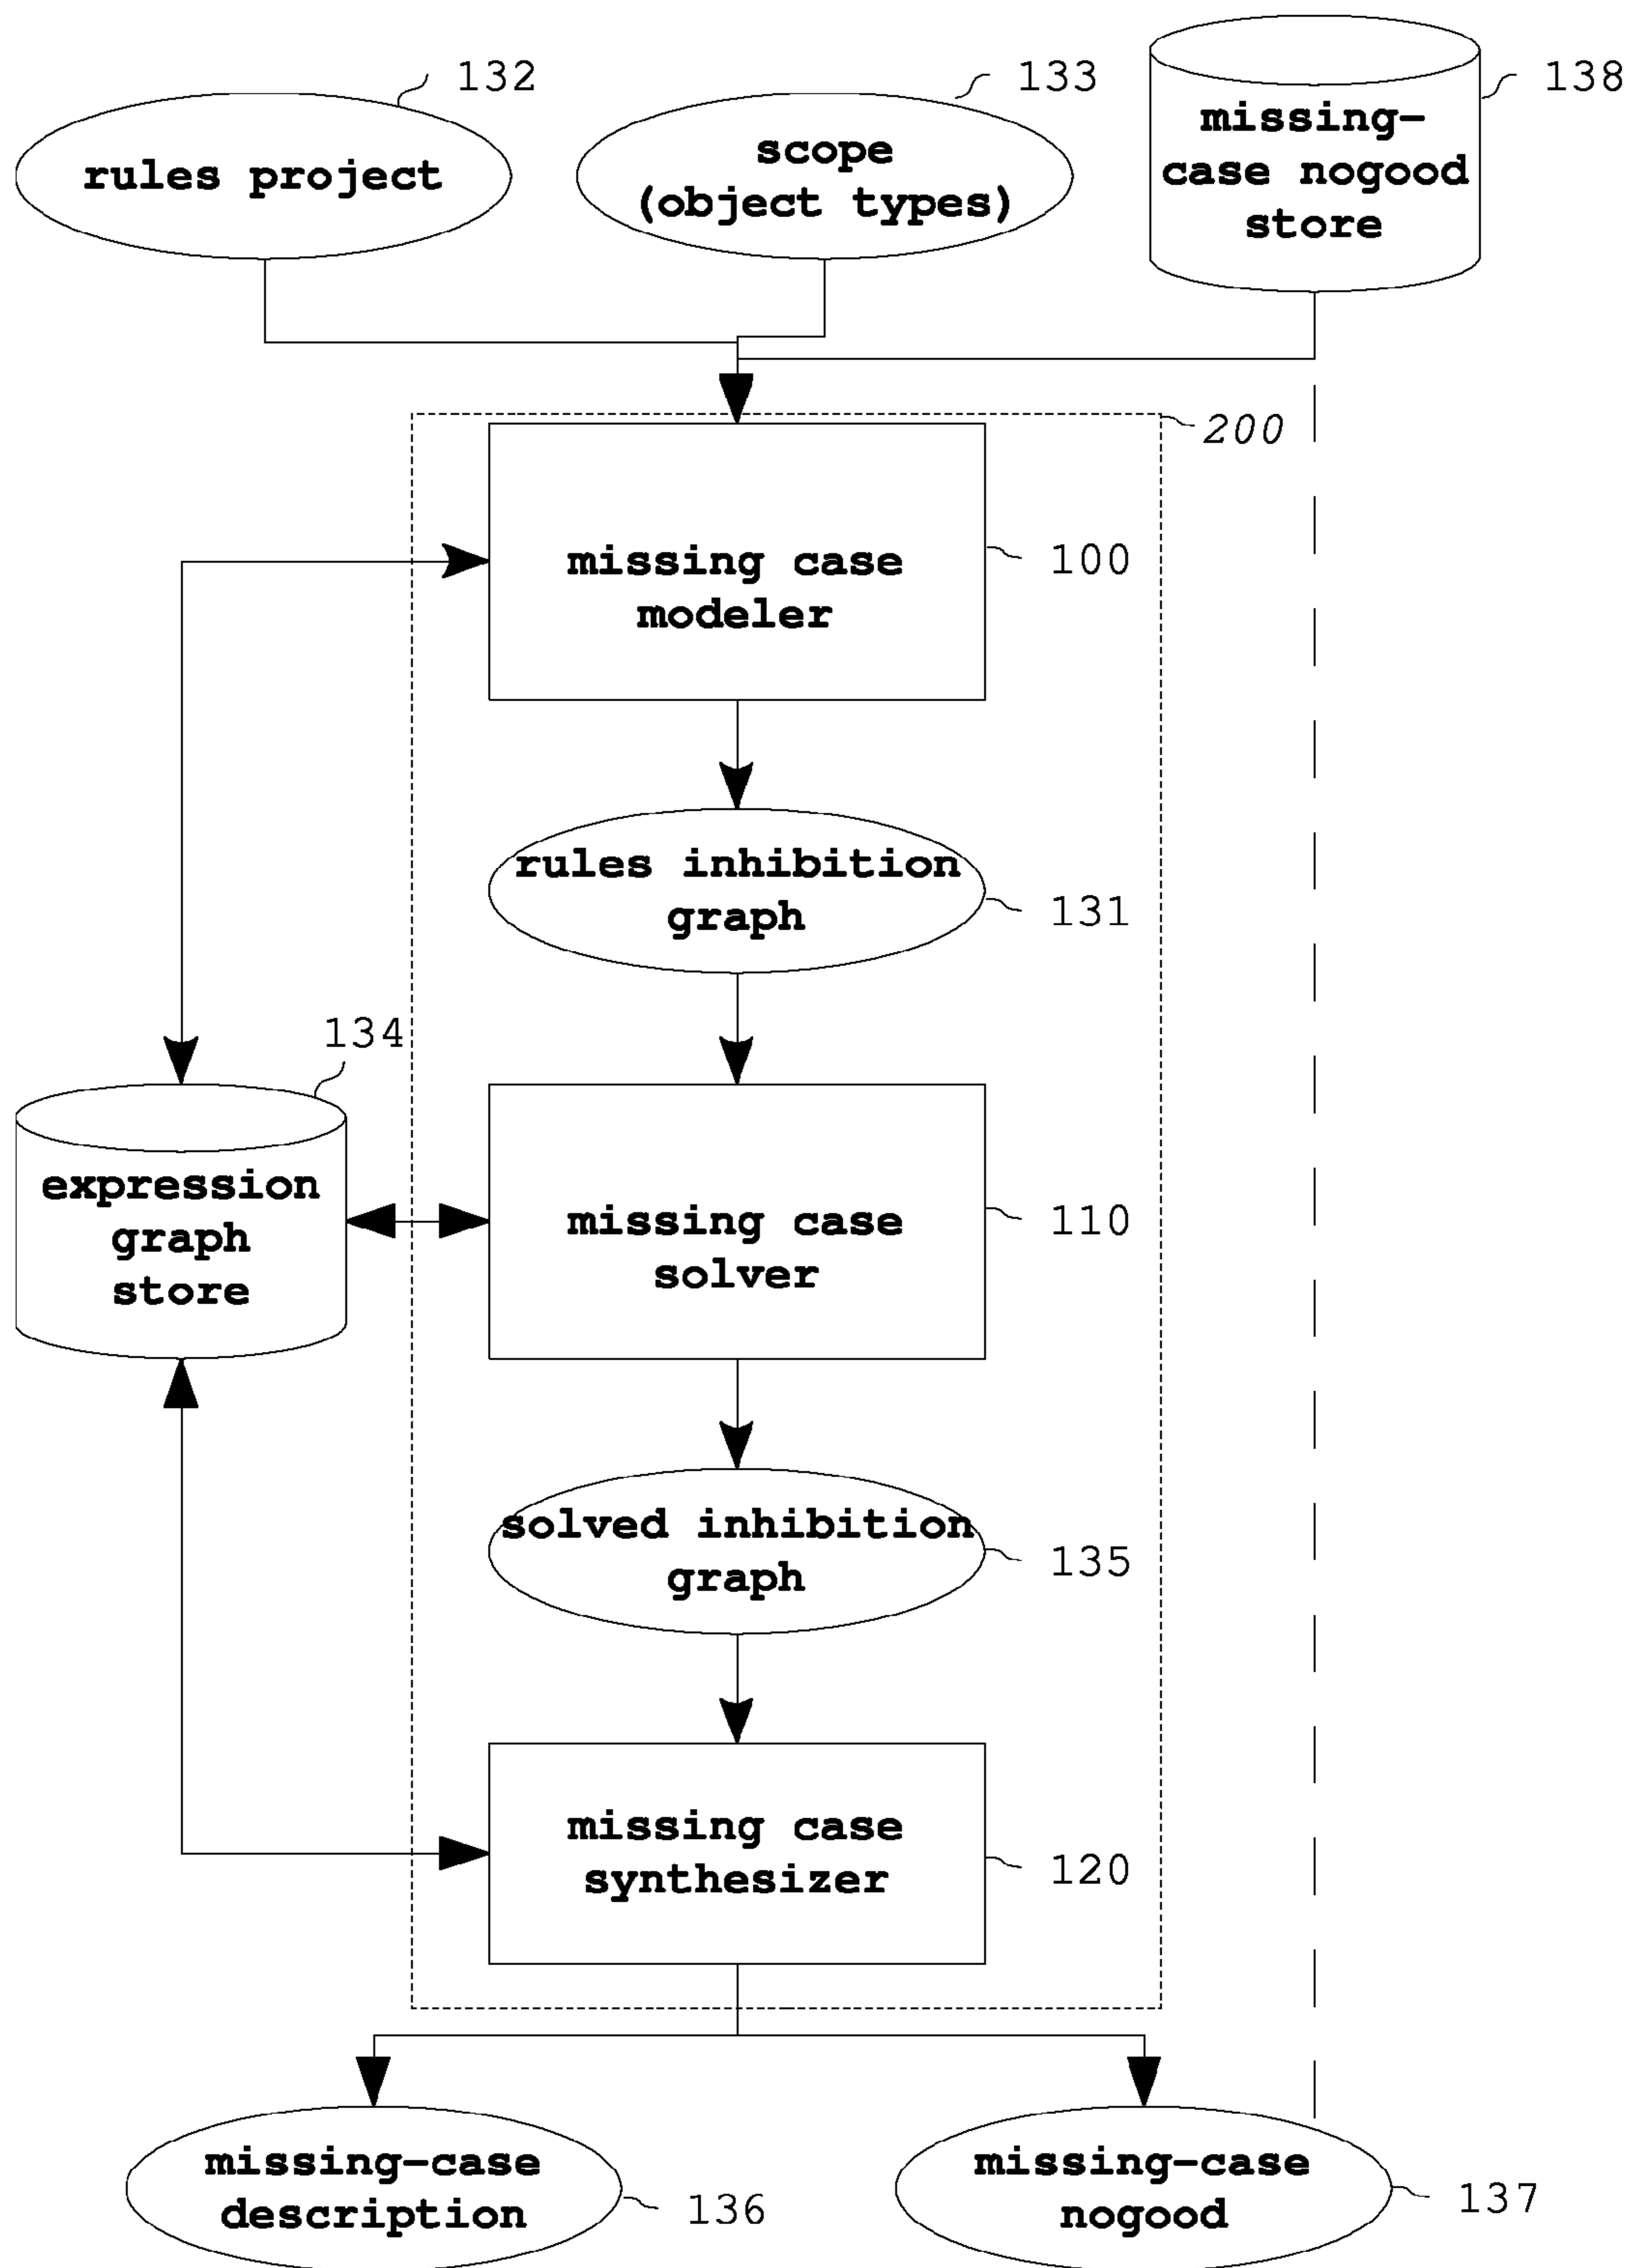 132
133
138
rules project
scope
(object types)
missing-
case nogood
store
200
missing case
modeler
100
rules inhibition
graph
131
134
expression
graph
store
missing case
solver
110
solved inhibition
graph
135
missing case
synthesizer
120
missing-case
description
136
missing-case
nogood
137